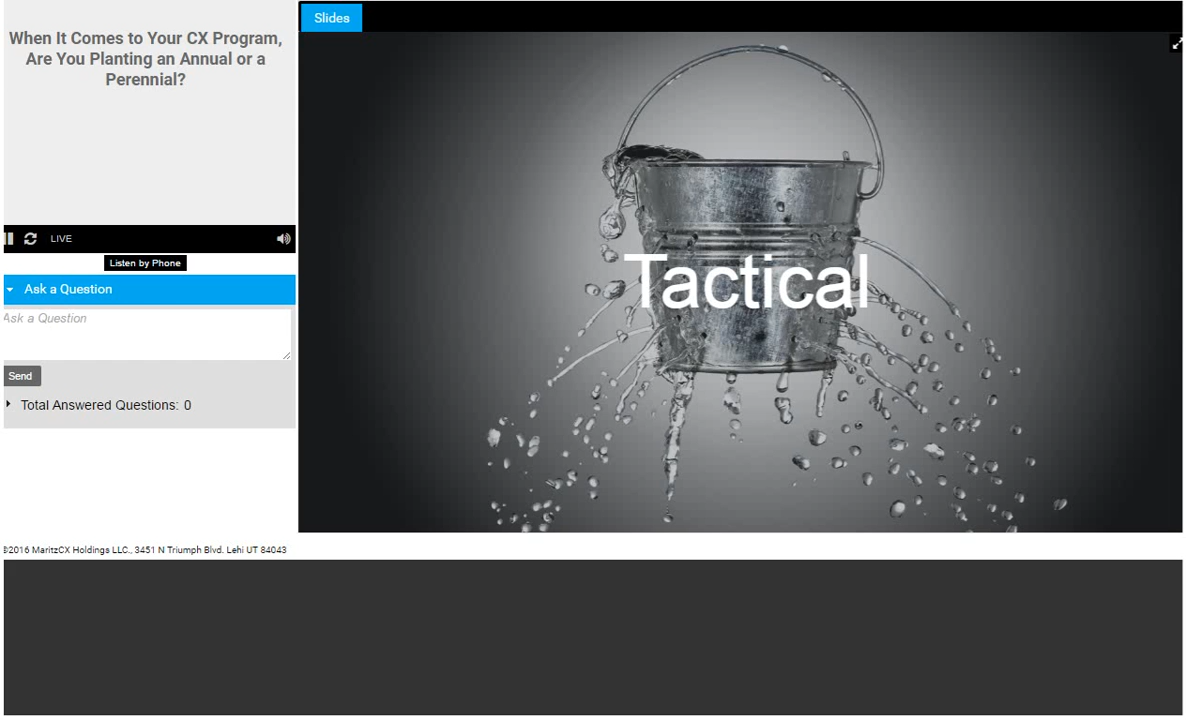 When It Comes to Your CX Program,
Are You Planting an Annual or a
Perennial?
Slides
Tactical
LIVE
Listen by Phone
Ask a Question
Ask a Question
Send
Total Answered Questions: 0
©2016 MaritzCX Holdings LLC., 3451 N Triumph Blvd. Lehi UT 84043